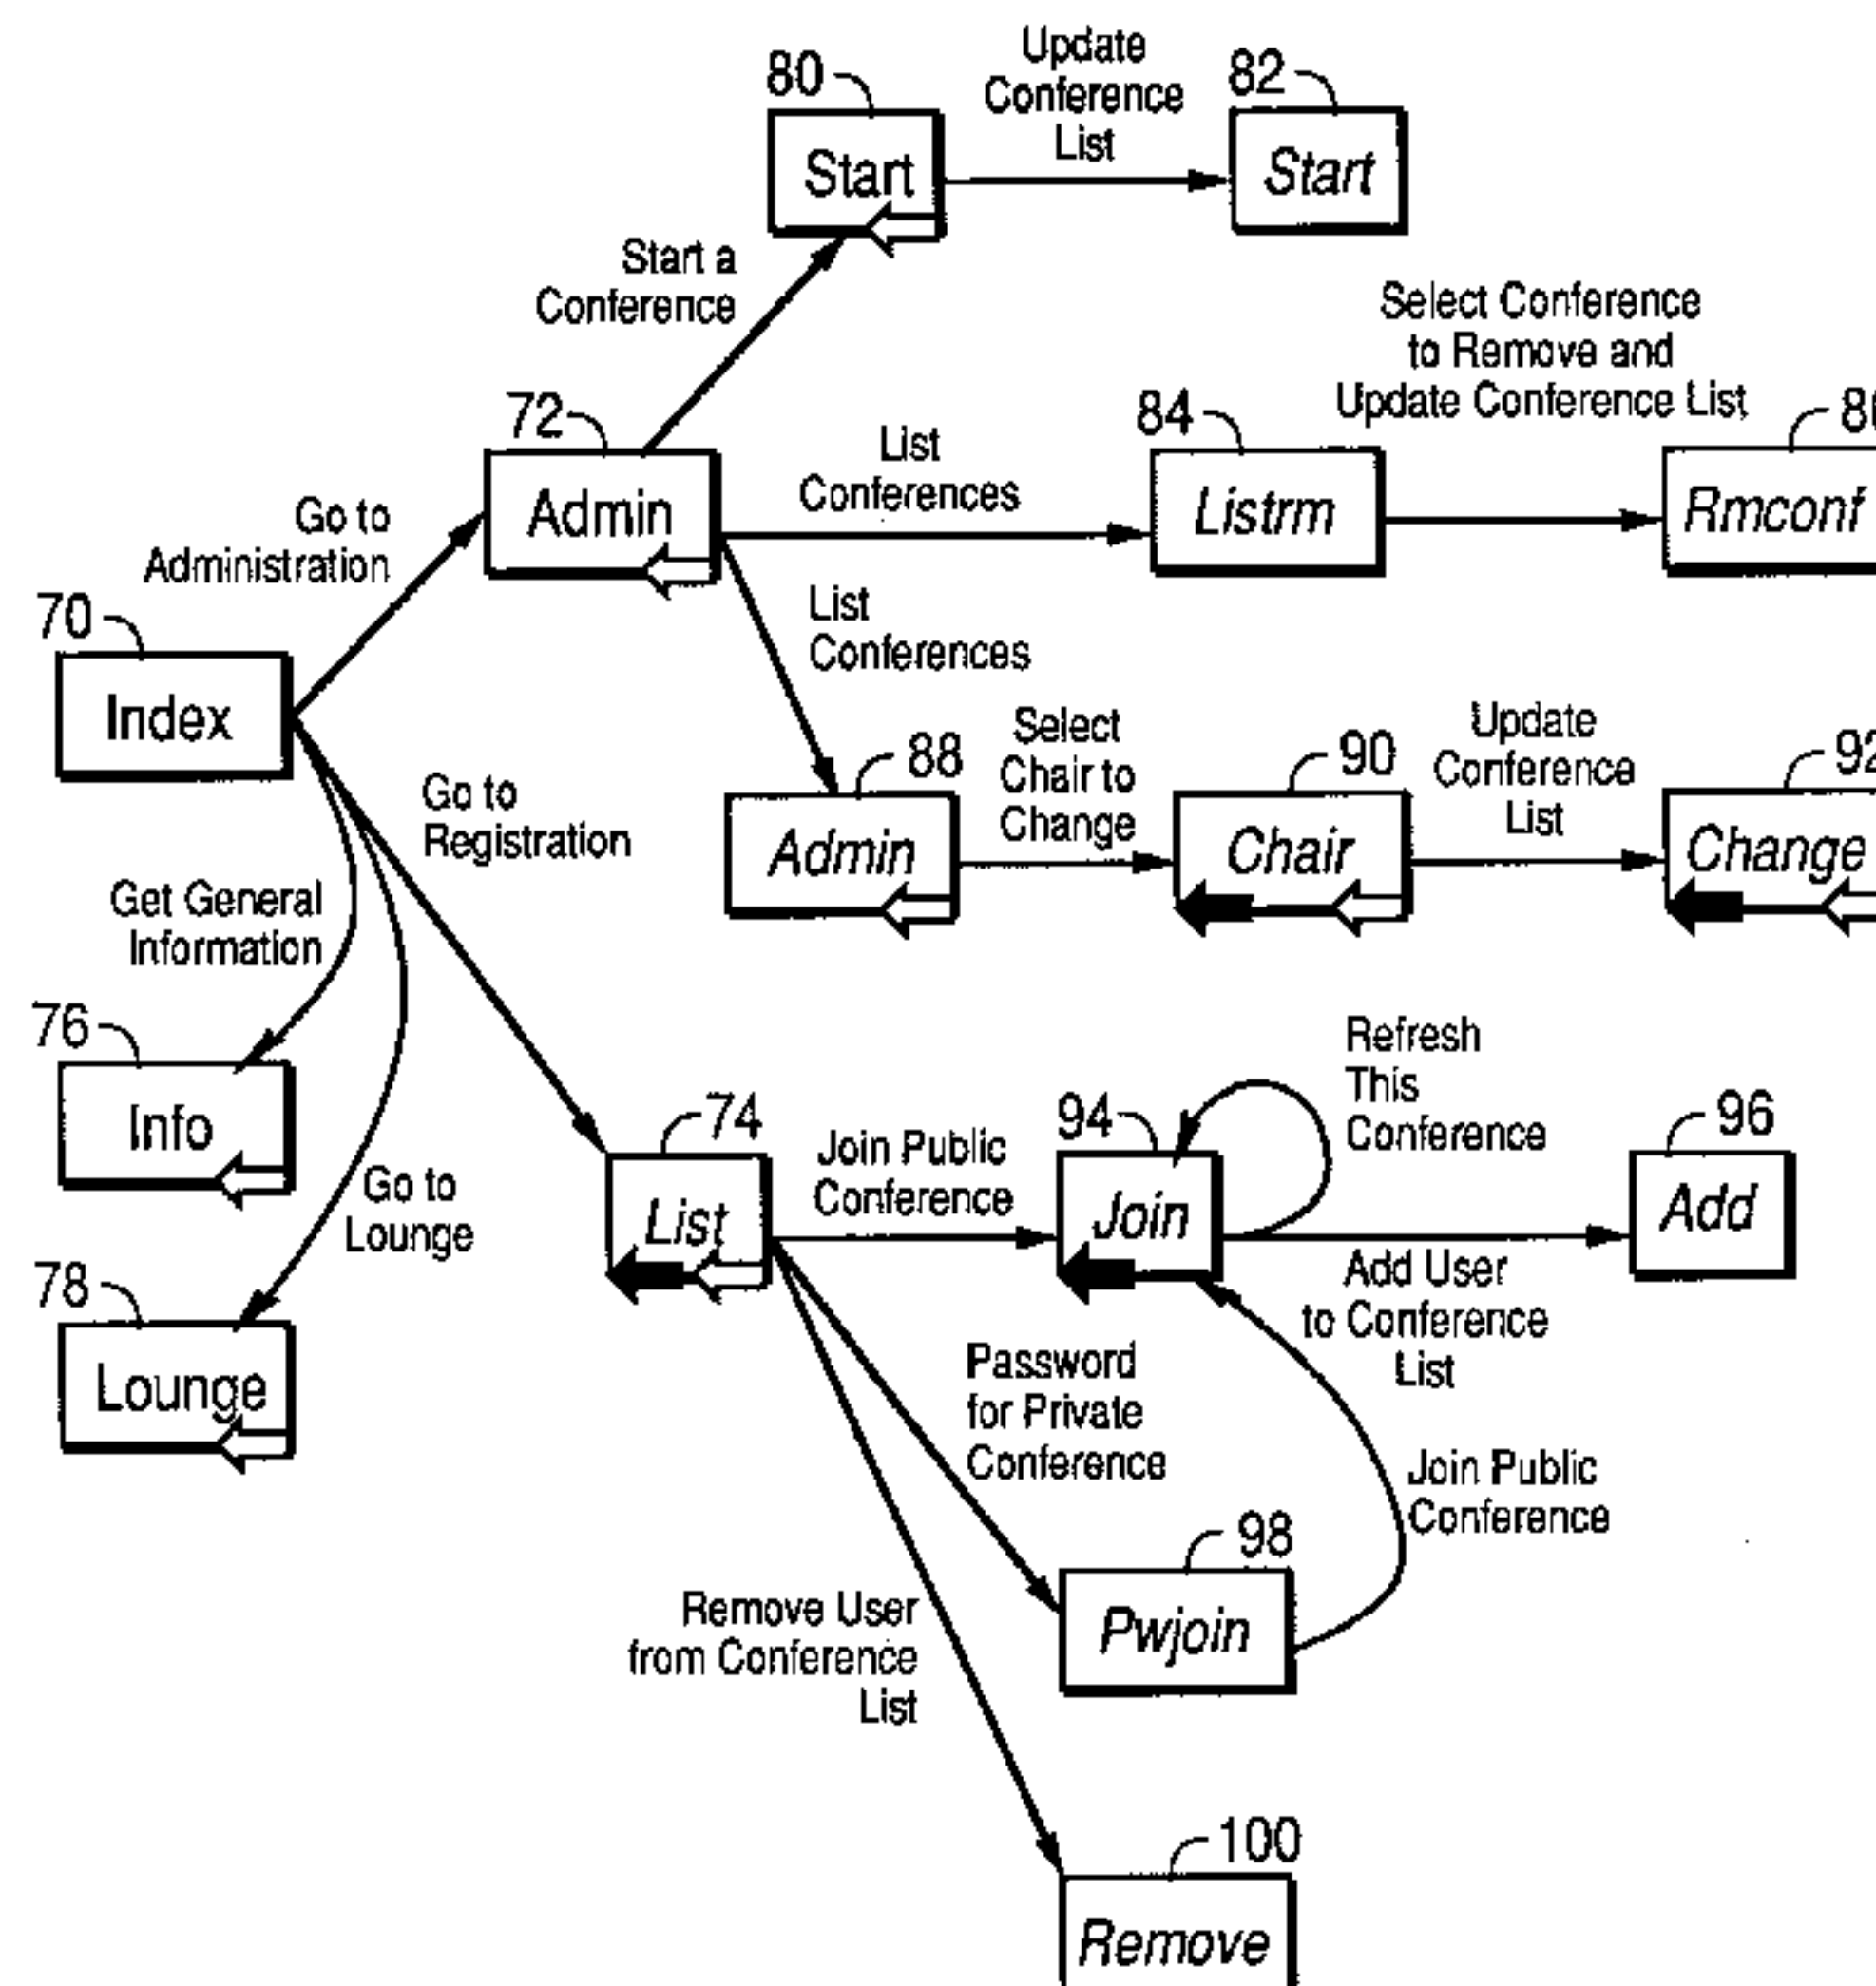 80
Update
Conference
List
82
Start
Start
Start a
Conference
Select Conference
to Remove and
Update Conference List
72
List
Conferences
84
Admin
Listrm
Rmconf
Go to
Administration
List
Conferences
70
Index
88
Select
Chair to
Change
90
Update
Conference
List
92
Admin
Chair
Change
Go to
Registration
Get General
Information
76
Info
Go to
Lounge
78
Lounge
74
List
Join Public
Conference
94
Join
Refresh
This
Conference
96
Add
Add User
to Conference
List
Password
for Private
Conference
Join Public
Conference
98
Pwjoin
Remove User
from Conference
List
100
Remove